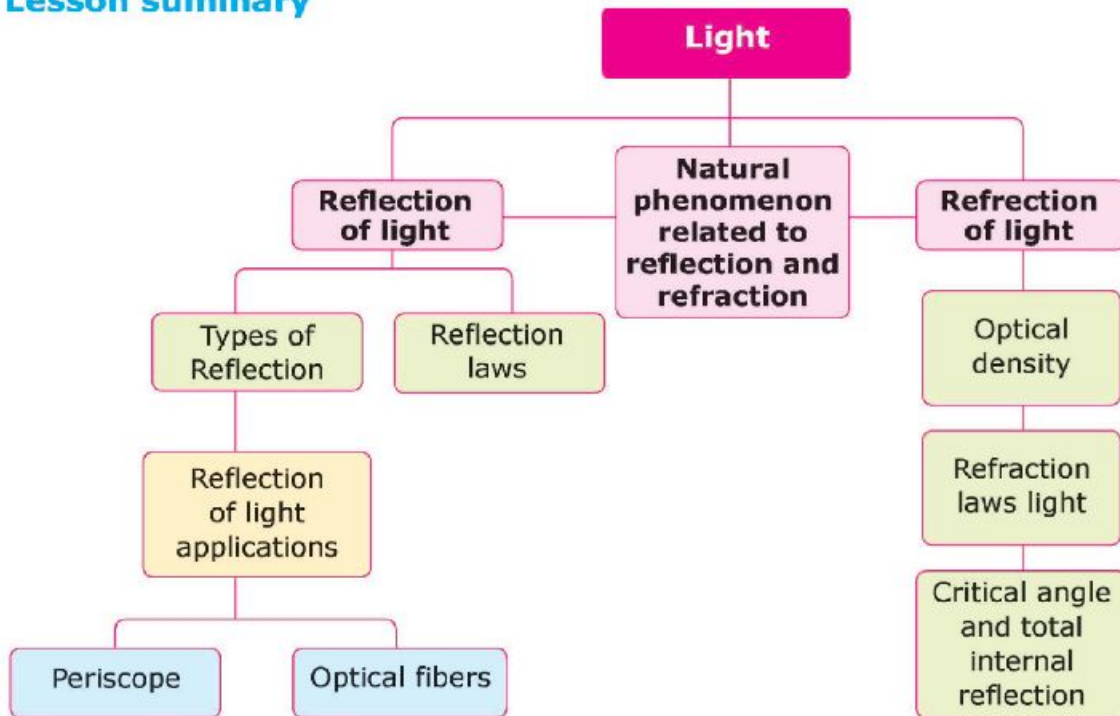 Lesson summary
Light
Reflection
of light
Natural
phenomenon
related to
reflection and
refraction
Refrection
of light
Types of
Reflection
Reflection
laws
Optical
density
Reflection
of light
applications
Refraction
laws light
Periscope
Optical fibers
Critical angle
and total
internal
reflection